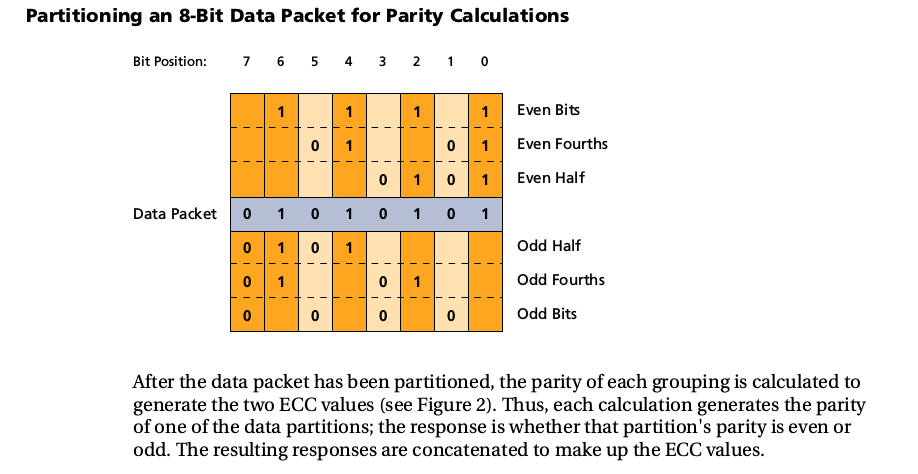 Partitioning an 8-Bit Data Packet for Parity Calculations
Bit Position: 7 6 5 4 3 2 1 0
1 1 1 1 Even Bits
0 1 0 1 Even Fourths
0 1 0 1 Even Half
Data Packet 0 1 0 1 0 1 0 1
0 1 0 1 Odd Half
0 1 0 1 Odd Fourths
0 0 0 0 Odd Bits
After the data packet has been partitioned, the parity of each grouping is calculated to
generate the two ECC values (see Figure 2). Thus, each calculation generates the parity
of one of the data partitions; the response is whether that partition's parity is even or
odd. The resulting responses are concatenated to make up the ECC values.